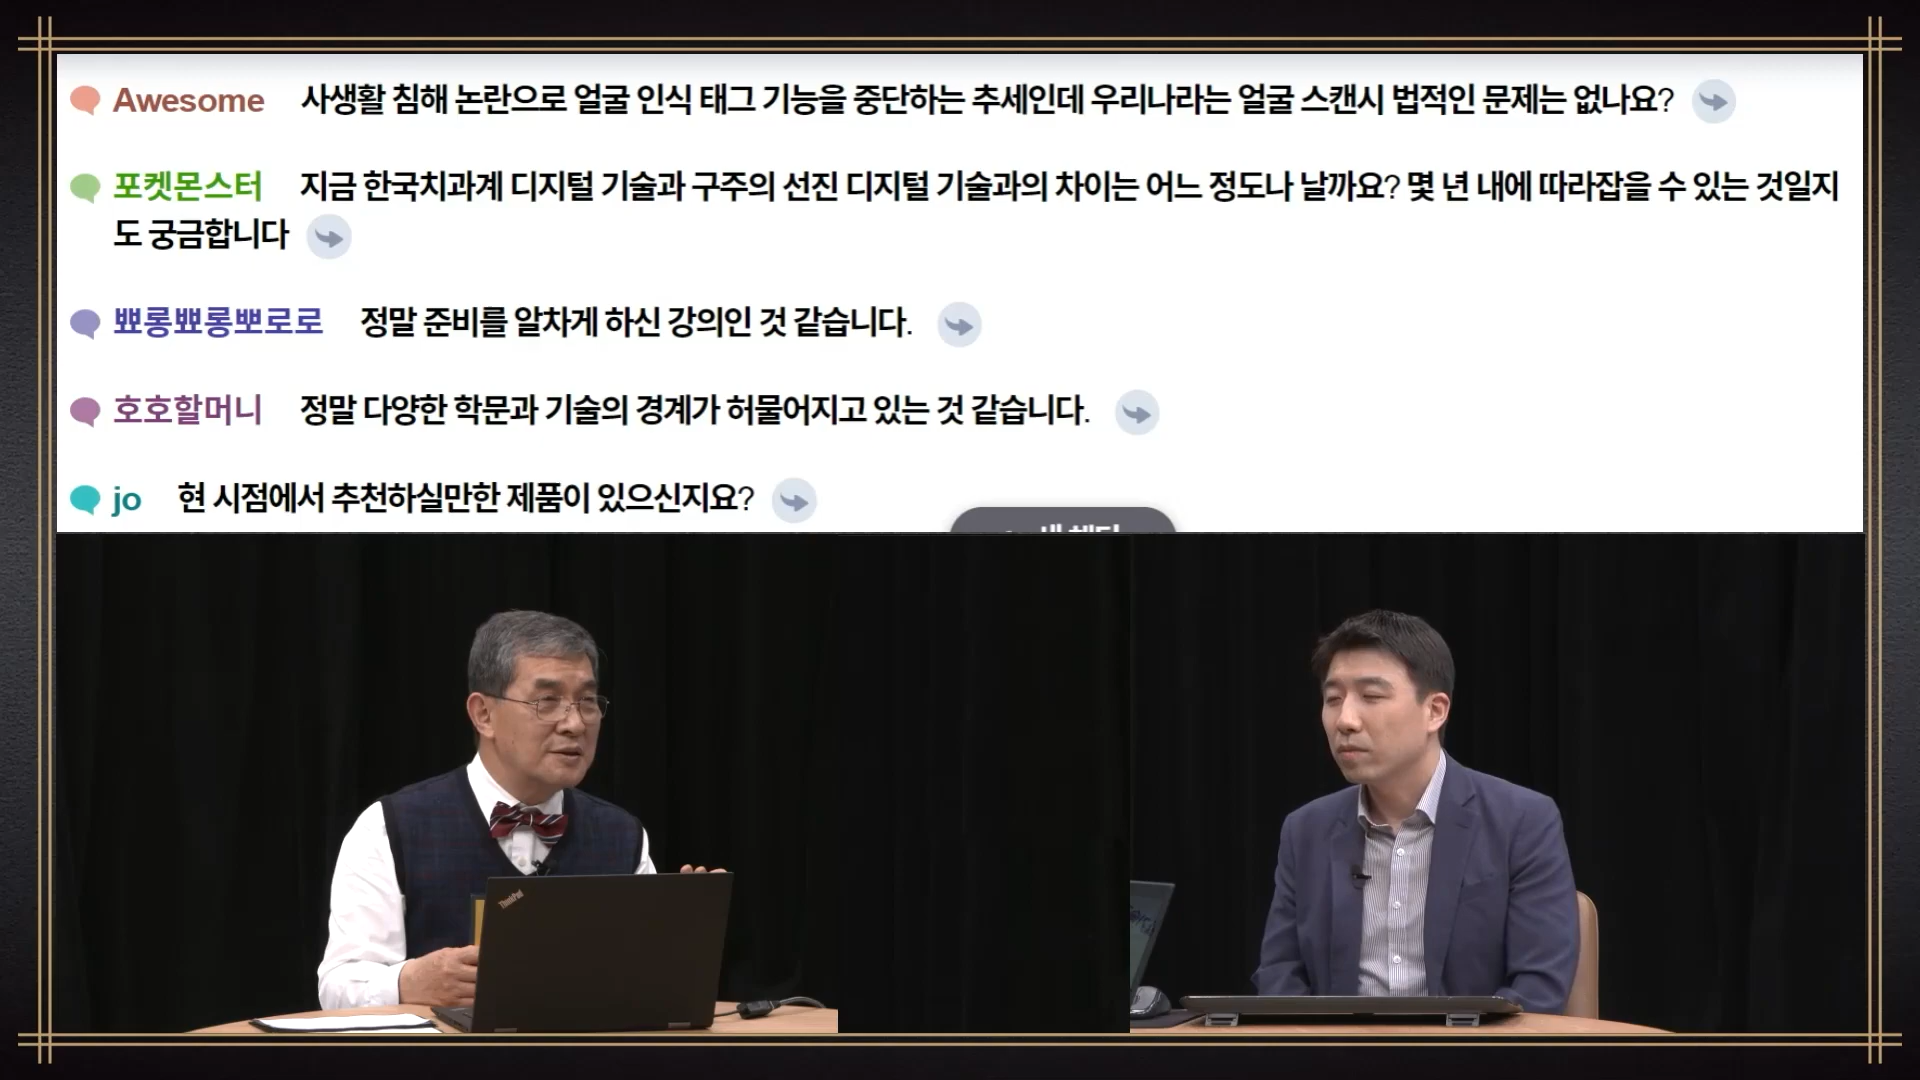 Awesome 사생활 침해 논란으로 얼굴 인식 태그 기능을 중단하는 추세인데 우리나라는 얼굴 스캔시 법적인 문제는 없나요?
포켓몬스터 지금 한국치과계 디지털 기술과 구주의 선진 디지털 기술과의 차이는 어느 정도나 날까요? 몇 년 내에 따라잡을 수 있는 것일지
도 궁금합니다
뾰롱뾰롱뽀로로 정말 준비를 알차게 하신 강의인 것 같습니다.
호호할머니 정말 다양한 학문과 기술의 경계가 허물어지고 있는 것 같습니다.
jo 현 시점에서 추천하실만한 제품이 있으신지요?
ThinkPad